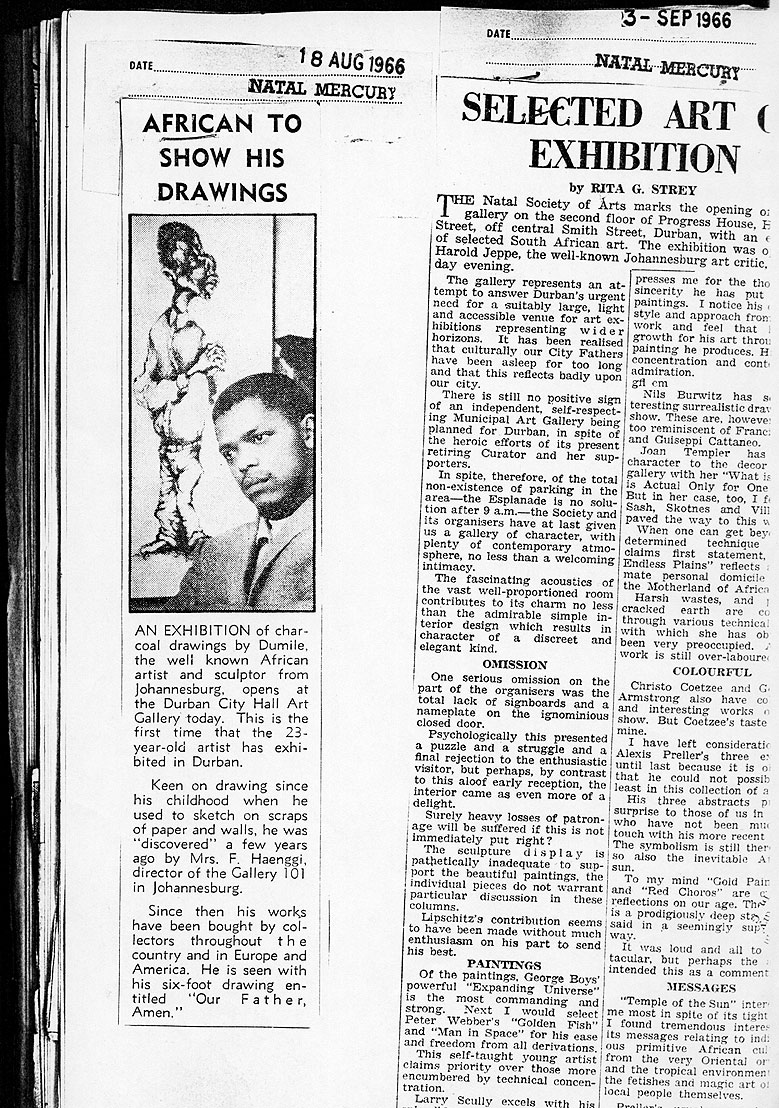 DATE
18 AUG 1966
NATAL MERCURY
AFRICAN TO
SHOW HIS
DRAWINGS
AN EXHIBITION of char-
coal drawings by Dumile,
the well known African
artist and sculptor from
Johannesburg, opens at
the Durban City Hall Art
Gallery today. This is the
first time that the 23-
year-old artist has exhi-
bited in Durban.
Keen on drawing since
his childhood when he
used to sketch on scraps
of paper and walls, he was
"discovered" a few years
ago by Mrs. F. Haenggi,
director of the Gallery 101
in Johannesburg.
Since then his works
have been bought by col-
lectors throughout the
country and in Europe and
America. He is seen with
his six-foot drawing en-
titled "Our Father,
Amen."
DATE
3 - SEP 1966
NATAL MERCURY
SELECTED ART
EXHIBITION
by RITA G. STREY
THE Natal Society of Arts marks the opening
gallery on the second floor of Progress House,
Street, off central Smith Street, Durban, with an
of selected South African art. The exhibition was
Harold Jeppe, the well-known Johannesburg art critic,
day evening.
The gallery represents an at-
tempt to answer Durban's urgent
need for a suitably large, light
and accessible venue for art ex-
hibitions representing wider
horizons. It has been realised
that culturally our City Fathers
have been asleep for too long
and that this reflects badly upon
our city.
There is still no positive sign
of an independent, self-respect-
ing Municipal Art Gallery being
planned for Durban, in spite of
the heroic efforts of its present
retiring Curator and her sup-
porters.
In spite, therefore, of the total
non-existence of parking in the
area—the Esplanade is no solu-
tion after 9 a.m.—the Society and
its organisers have at last given
us a gallery of character, with
plenty of contemporary atmo-
sphere, no less than a welcoming
intimacy.
The fascinating acoustics of
the vast well-proportioned room
contributes to its charm no less
than the admirable simple in-
terior design which results in
character of a discreet and
elegant kind.
OMISSION
One serious omission on the
part of the organisers was the
total lack of signboards and a
nameplate on the ignominious
closed door.
Psychologically this presented
a puzzle and a struggle and a
final rejection to the enthusiastic
visitor, but perhaps, by contrast
to this aloof early reception, the
interior came as even more of a
delight.
Surely heavy losses of patron-
age will be suffered if this is not
immediately put right?
The sculpture display is
pathetically inadequate to sup-
port the beautiful paintings, the
individual pieces do not warrant
particular discussion in these
columns.
Lipschitz's contribution seems
to have been made without much
enthusiasm on his part to send
his best.
PAINTINGS
Of the paintings, George Boys'
powerful "Expanding Universe"
is the most commanding and
strong. Next I would select
Peter Webber's "Golden Fish"
and "Man in Space" for his ease
and freedom from all derivations.
This self-taught young artist
claims priority over those more
encumbered by technical concen-
tration.
Larry Scully excels with his
presses me for the
sincerity he has put
paintings. I notice his
style and approach
work and feel that
growth for his art
painting he produces.
concentration and
admiration.
gfl cm
Nils Burwitz has
teresting surrealistic
show. These are,
too reminiscent of
and Guiseppi Cattaneo.
Joan Templer has
character to the decor
gallery with her "What
is Actual Only for One
But in her case, too, I
Sash, Skotnes and
paved the way to this
When one can get
determined technique
claims first statement,
Endless Plains" reflects
mate personal domicile
the Motherland of
Harsh wastes, and
cracked earth are
through various
with which she has
been very preoccupied.
work is still
COLOURFUL
Christo Coetzee and
Armstrong also have
and interesting works
show. But Coetzee's taste
mine.
I have left
Alexis Preller's three
until last because it is
that he could not
least in this collection of
His three abstracts
surprise to those of us in
who have not been
touch with his more recent
The symbolism is still
so also the inevitable
sun.
To my mind "Gold
and "Red Choros" are
reflections on our age.
is a prodigiously deep
said in a seemingly
way.
It was loud and all to
tacular, but perhaps the
intended this as a comment
MESSAGES
"Temple of the Sun"
me most in spite of its tight
I found tremendous
its messages relating to
ous primitive African
from the very Oriental
and the tropical
the fetishes and magic art
local people themselves.